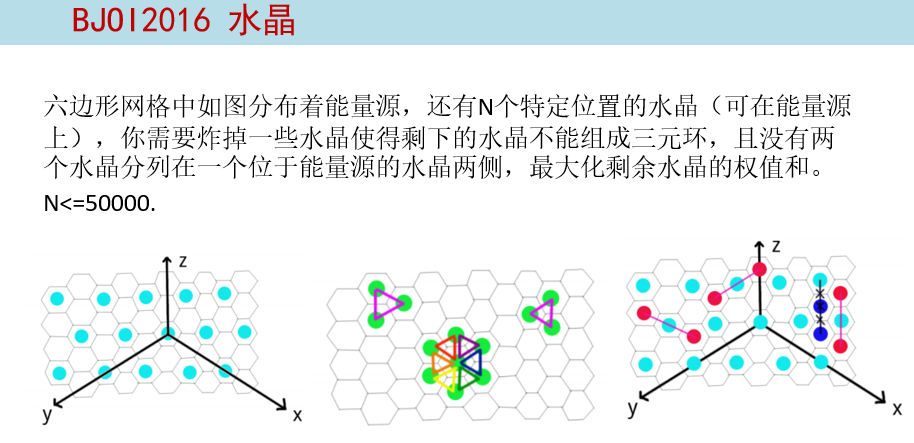 BJOI2016 水晶
六边形网格中如图分布着能量源，还有N个特定位置的水晶（可在能量源
上），你需要炸掉一些水晶使得剩下的水晶不能组成三元环，且没有两
个水晶分列在一个位于能量源的水晶两侧，最大化剩余水晶的权值和。
N<=50000.
z
y
x
z
y
x